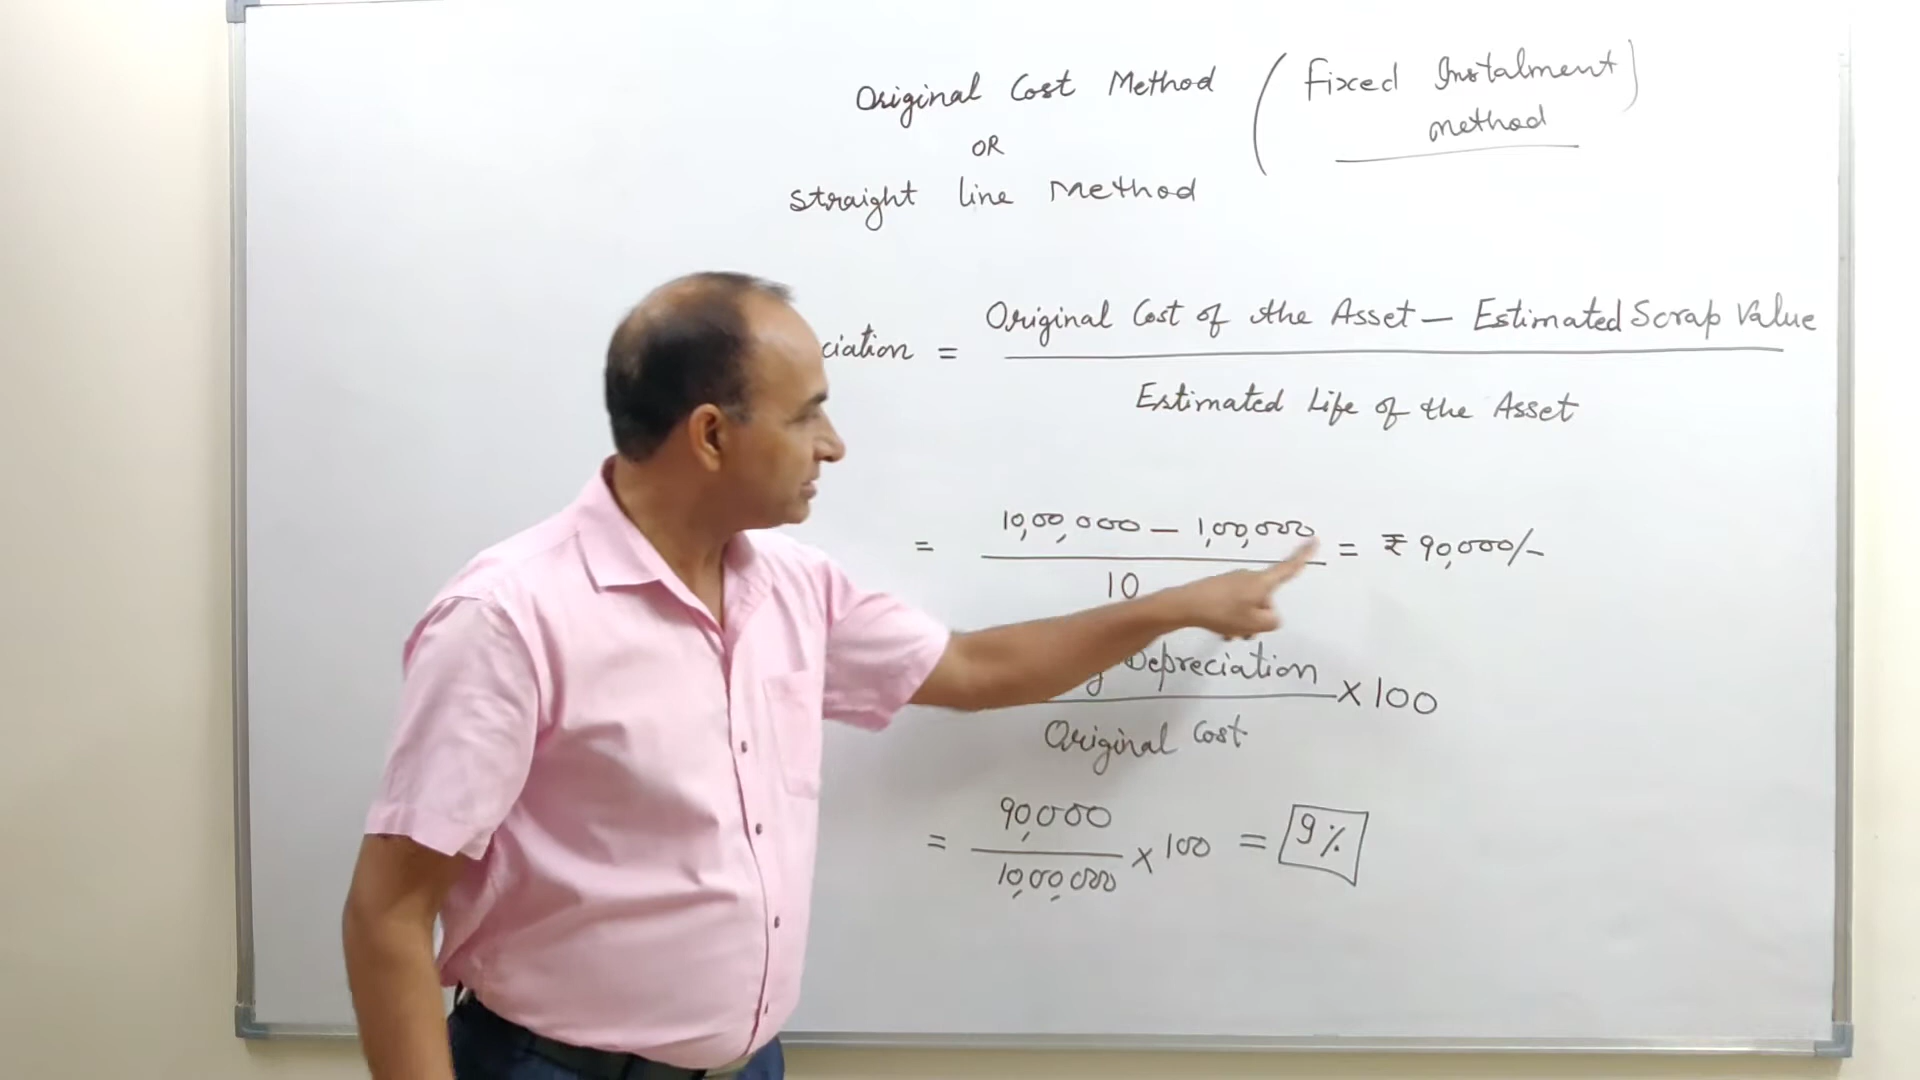 Original Cost Method (Fixed Instalment)
method
OR
Straight line Method
ciation = Original Cost of the Asset — Estimated Scrap Value
Estimated Life of the Asset
= 10,00,000 — 1,00,000 = ₹ 90,000/-
10
Depreciation × 100
Original Cost
= 90,000 × 100 = 9%
10,00,000